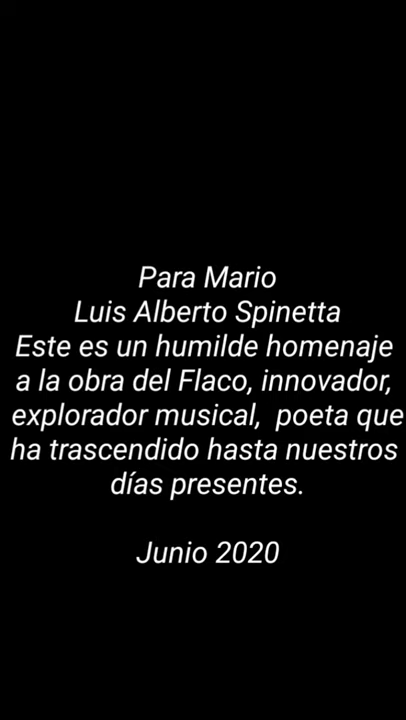 Para Mario
Luis Alberto Spinetta
Este es un humilde homenaje
a la obra del Flaco, innovador,
explorador musical, poeta que
ha trascendido hasta nuestros
días presentes.
Junio 2020